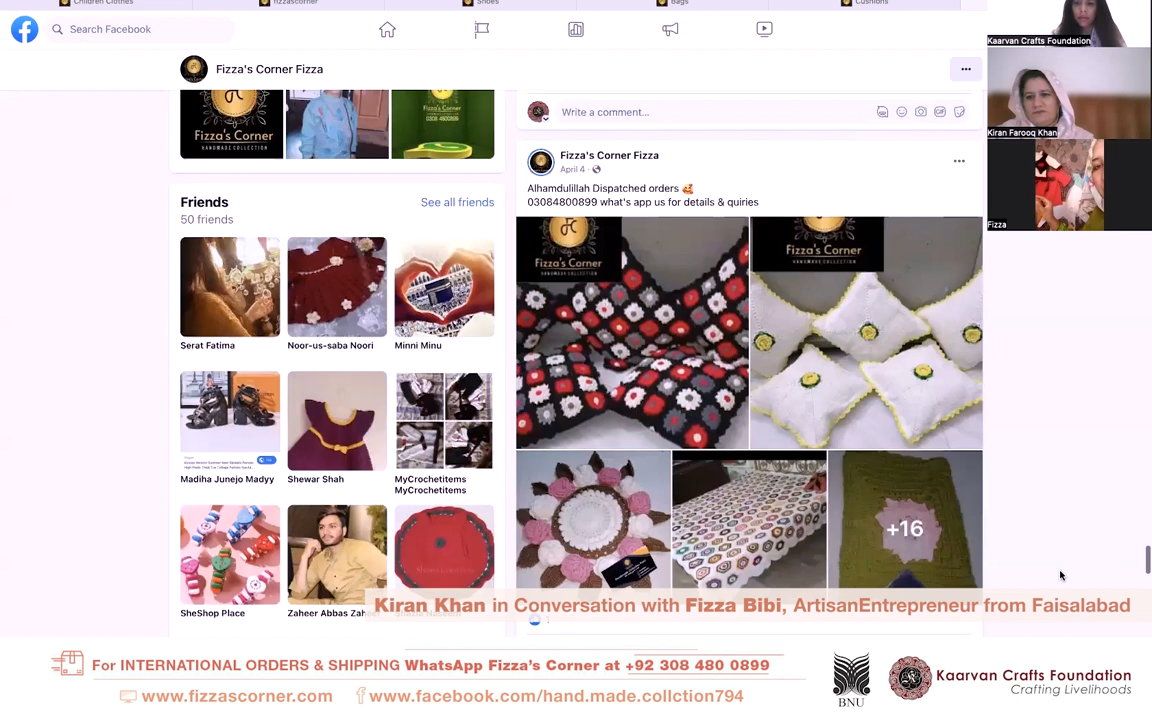 Children Clothes
fizzascorner
Shoes
Bags
Cushions
Search Facebook
Kaarvan Crafts Foundation
Fizza's Corner Fizza
Kiran Farooq Khan
Fizza's Corner
HANDMADE COLLECTION
Fizza's Corner
Write a comment...
GIF
Fizza
Fizza's Corner Fizza
April 4 ·
Friends
50 friends
See all friends
Alhamdulillah Dispatched orders 🥰
03084800899 what's app us for details & quiries
Fizza's Corner
HANDMADE COLLECTION
Fizza's Corner
HANDMADE COLLECTION
Serat Fatima
Noor-us-saba Noori
Minni Minu
Madiha Junejo Madyy
Shewar Shah
MyCrochetitems
MyCrochetitems
+16
SheShop Place
Zaheer Abbas
Kiran Khan in Conversation with Fizza Bibi, ArtisanEntrepreneur from Faisalabad
For INTERNATIONAL ORDERS & SHIPPING WhatsApp Fizza's Corner at +92 308 480 0899
www.fizzascorner.com
www.facebook.com/hand.made.collction794
BNU
Kaarvan Crafts Foundation
Crafting Livelihoods